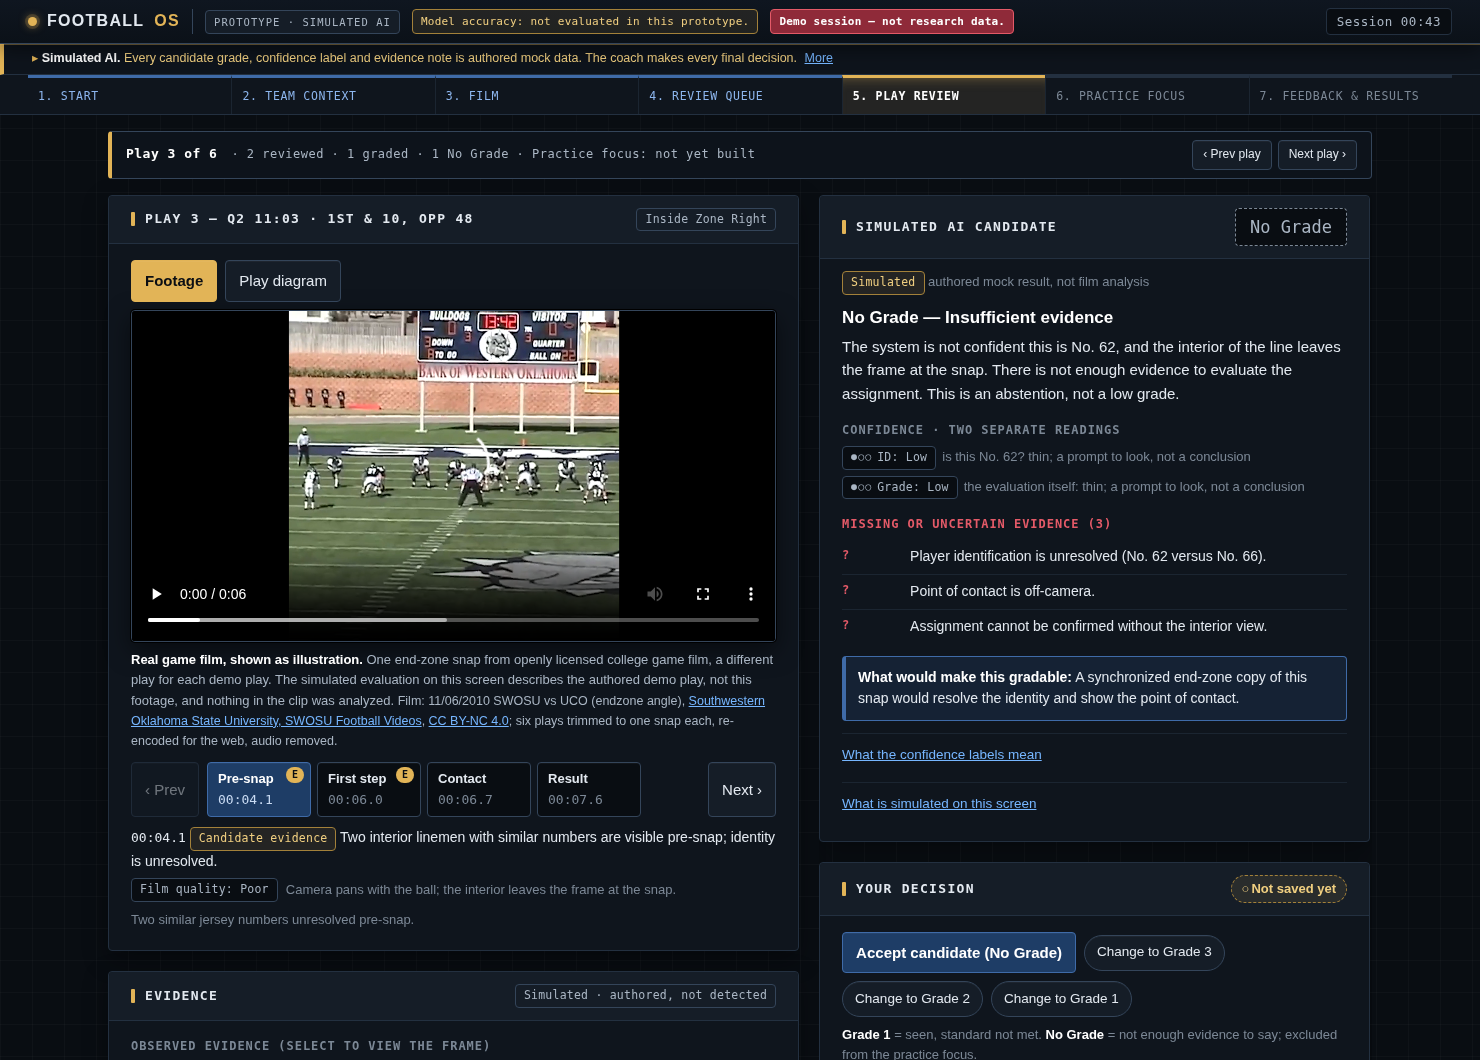 FOOTBALL OS
PROTOTYPE · SIMULATED AI
Model accuracy: not evaluated in this prototype.
Demo session — not research data.
Session 00:43
▸ Simulated AI. Every candidate grade, confidence label and evidence note is authored mock data. The coach makes every final decision. More
1. START
2. TEAM CONTEXT
3. FILM
4. REVIEW QUEUE
5. PLAY REVIEW
6. PRACTICE FOCUS
7. FEEDBACK & RESULTS
Play 3 of 6 · 2 reviewed · 1 graded · 1 No Grade · Practice focus: not yet built
‹ Prev play
Next play ›
PLAY 3 — Q2 11:03 · 1ST & 10, OPP 48
Inside Zone Right
Footage
Play diagram
BULLDOGS 13:42 VISITOR
DOWN
QUARTER
TO GO
BALL ON 22
BANK OF WESTERN OKLAHOMA
0:00 / 0:06
Real game film, shown as illustration. One end-zone snap from openly licensed college game film, a different
play for each demo play. The simulated evaluation on this screen describes the authored demo play, not this
footage, and nothing in the clip was analyzed. Film: 11/06/2010 SWOSU vs UCO (endzone angle), Southwestern
Oklahoma State University, SWOSU Football Videos, CC BY-NC 4.0; six plays trimmed to one snap each, re-
encoded for the web, audio removed.
‹ Prev
Pre-snap E
00:04.1
First step E
00:06.0
Contact
00:06.7
Result
00:07.6
Next ›
00:04.1 Candidate evidence Two interior linemen with similar numbers are visible pre-snap; identity
is unresolved.
Film quality: Poor Camera pans with the ball; the interior leaves the frame at the snap.
Two similar jersey numbers unresolved pre-snap.
EVIDENCE
Simulated · authored, not detected
OBSERVED EVIDENCE (SELECT TO VIEW THE FRAME)
SIMULATED AI CANDIDATE
No Grade
Simulated authored mock result, not film analysis
No Grade — Insufficient evidence
The system is not confident this is No. 62, and the interior of the line leaves
the frame at the snap. There is not enough evidence to evaluate the
assignment. This is an abstention, not a low grade.
CONFIDENCE · TWO SEPARATE READINGS
●○○ ID: Low is this No. 62? thin; a prompt to look, not a conclusion
●○○ Grade: Low the evaluation itself: thin; a prompt to look, not a conclusion
MISSING OR UNCERTAIN EVIDENCE (3)
? Player identification is unresolved (No. 62 versus No. 66).
? Point of contact is off-camera.
? Assignment cannot be confirmed without the interior view.
What would make this gradable: A synchronized end-zone copy of this
snap would resolve the identity and show the point of contact.
What the confidence labels mean
What is simulated on this screen
YOUR DECISION
○ Not saved yet
Accept candidate (No Grade)
Change to Grade 3
Change to Grade 2
Change to Grade 1
Grade 1 = seen, standard not met. No Grade = not enough evidence to say; excluded
from the practice focus.